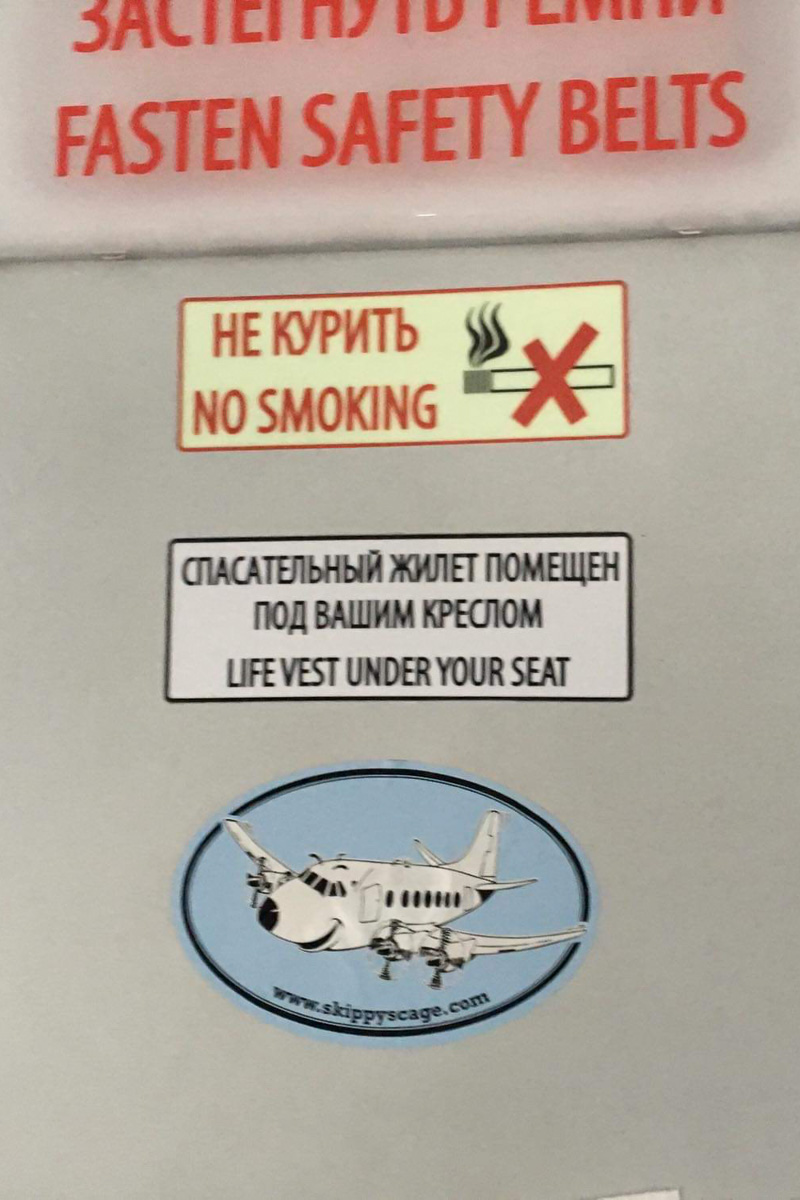 ЗАСТЕГНУТЬ РЕМНИ
FASTEN SAFETY BELTS
НЕ КУРИТЬ
NO SMOKING
СПАСАТЕЛЬНЫЙ ЖИЛЕТ ПОМЕЩЕН
ПОД ВАШИМ КРЕСЛОМ
LIFE VEST UNDER YOUR SEAT
www.skippyscage.com